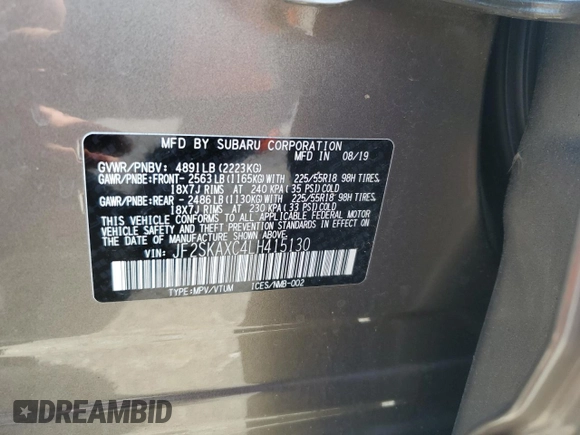 MFD BY SUBARU CORPORATION
GVWR/PNBV: 4891LB(2223KG) MFD. IN 08/19
GAWR/PNBE:FRONT-2563LB(1165KG)WITH 225/55R18 98H TIRES,
18X7J RIMS AT 240 KPA(35 PSI)COLD
GAWR/PNBE:REAR -2486LB(1130KG)WITH 225/55R18 98H TIRES,
18X7J RIMS AT 230 KPA(33 PSI)COLD
THIS VEHICLE CONFORMS TO ALL APPLICABLE FEDERAL MOTOR
VEHICLE SAFETY AND THEFT PREVENTION STANDARDS IN EFFECT
ON THE DATE OF MANUFACTURE SHOWN ABOVE.
VIN: JF2SKAXC4LH415130
TYPE:MPV/VTUM ICES/NMB-002
DREAMBID